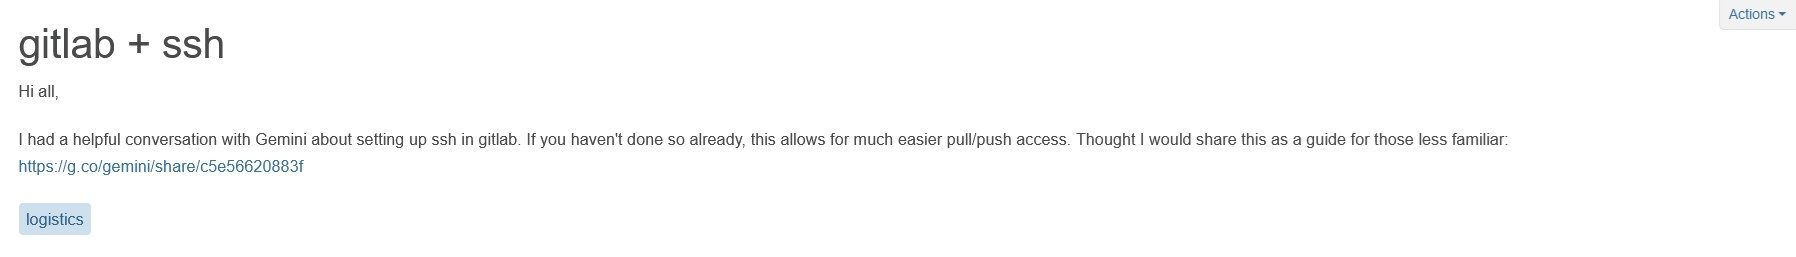 Actions
gitlab + ssh
Hi all,
I had a helpful conversation with Gemini about setting up ssh in gitlab. If you haven't done so already, this allows for much easier pull/push access. Thought I would share this as a guide for those less familiar:
https://g.co/gemini/share/c5e56620883f
logistics